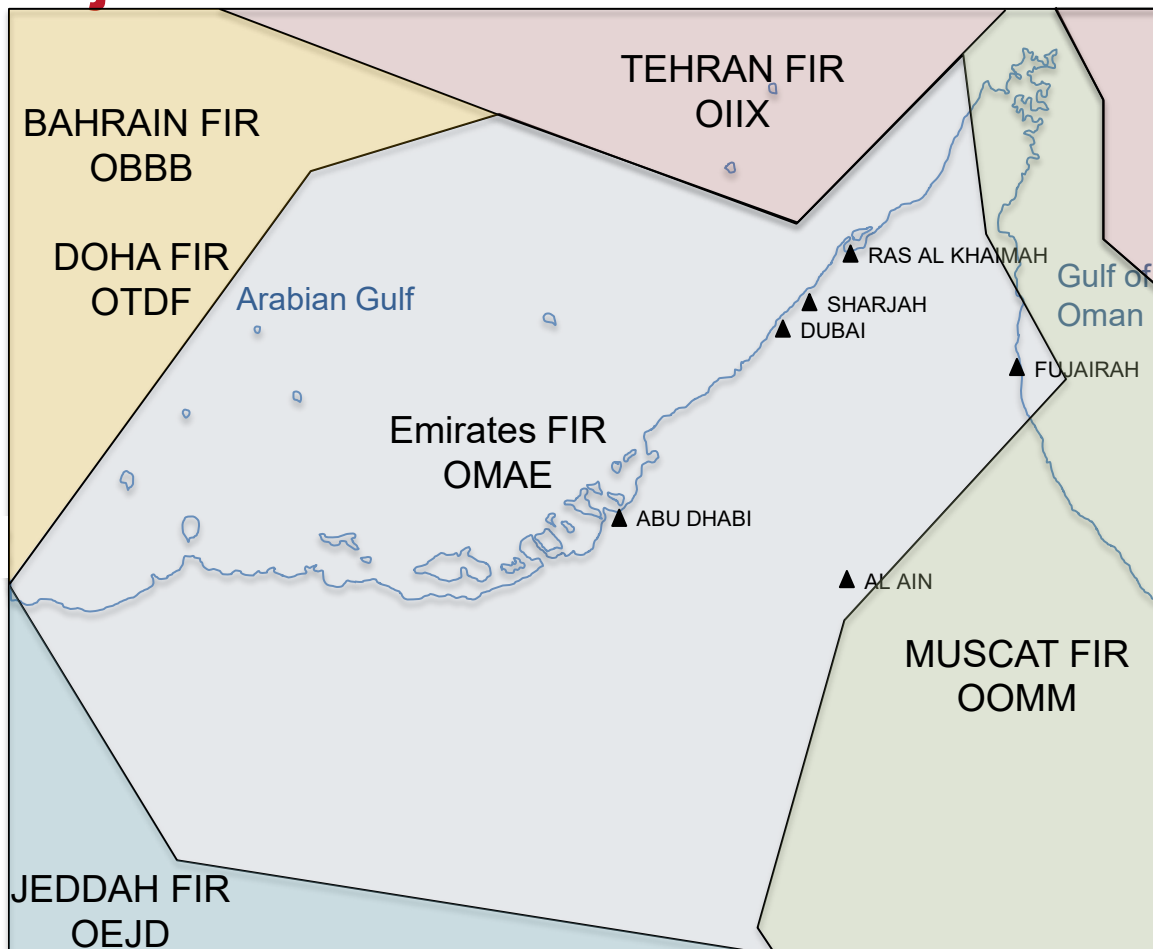 TEHRAN FIR
OIIX
BAHRAIN FIR
OBBB
DOHA FIR
OTDF
Arabian Gulf
RAS AL KHAIMAH
Gulf of
Oman
SHARJAH
DUBAI
FUJAIRAH
Emirates FIR
OMAE
ABU DHABI
AL AIN
MUSCAT FIR
OOMM
JEDDAH FIR
OEJD